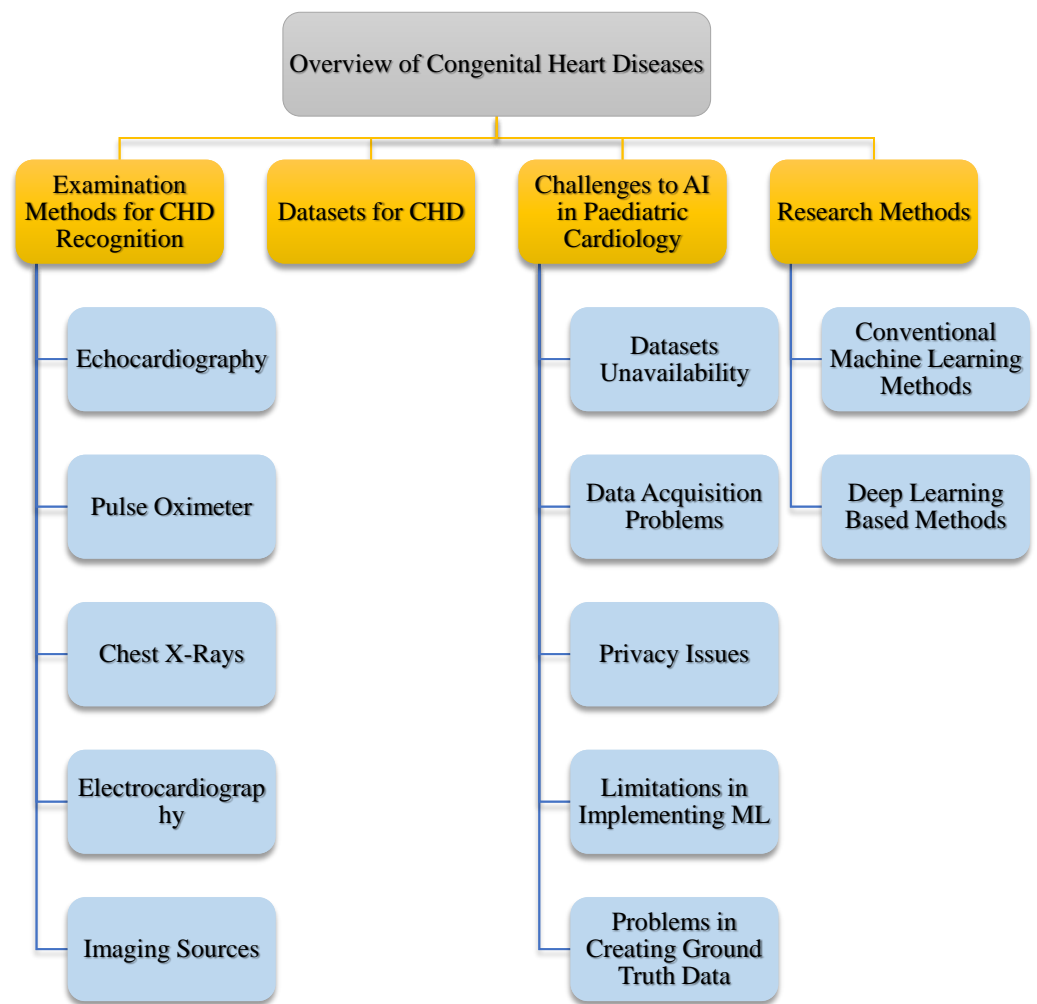 Overview of Congenital Heart Diseases
Examination
Methods for CHD
Recognition
Datasets for CHD
Challenges to AI
in Paediatric
Cardiology
Research Methods
Echocardiography
Pulse Oximeter
Chest X-Rays
Electrocardiograp
hy
Imaging Sources
Datasets
Unavailability
Data Acquisition
Problems
Privacy Issues
Limitations in
Implementing ML
Problems in
Creating Ground
Truth Data
Conventional
Machine Learning
Methods
Deep Learning
Based Methods